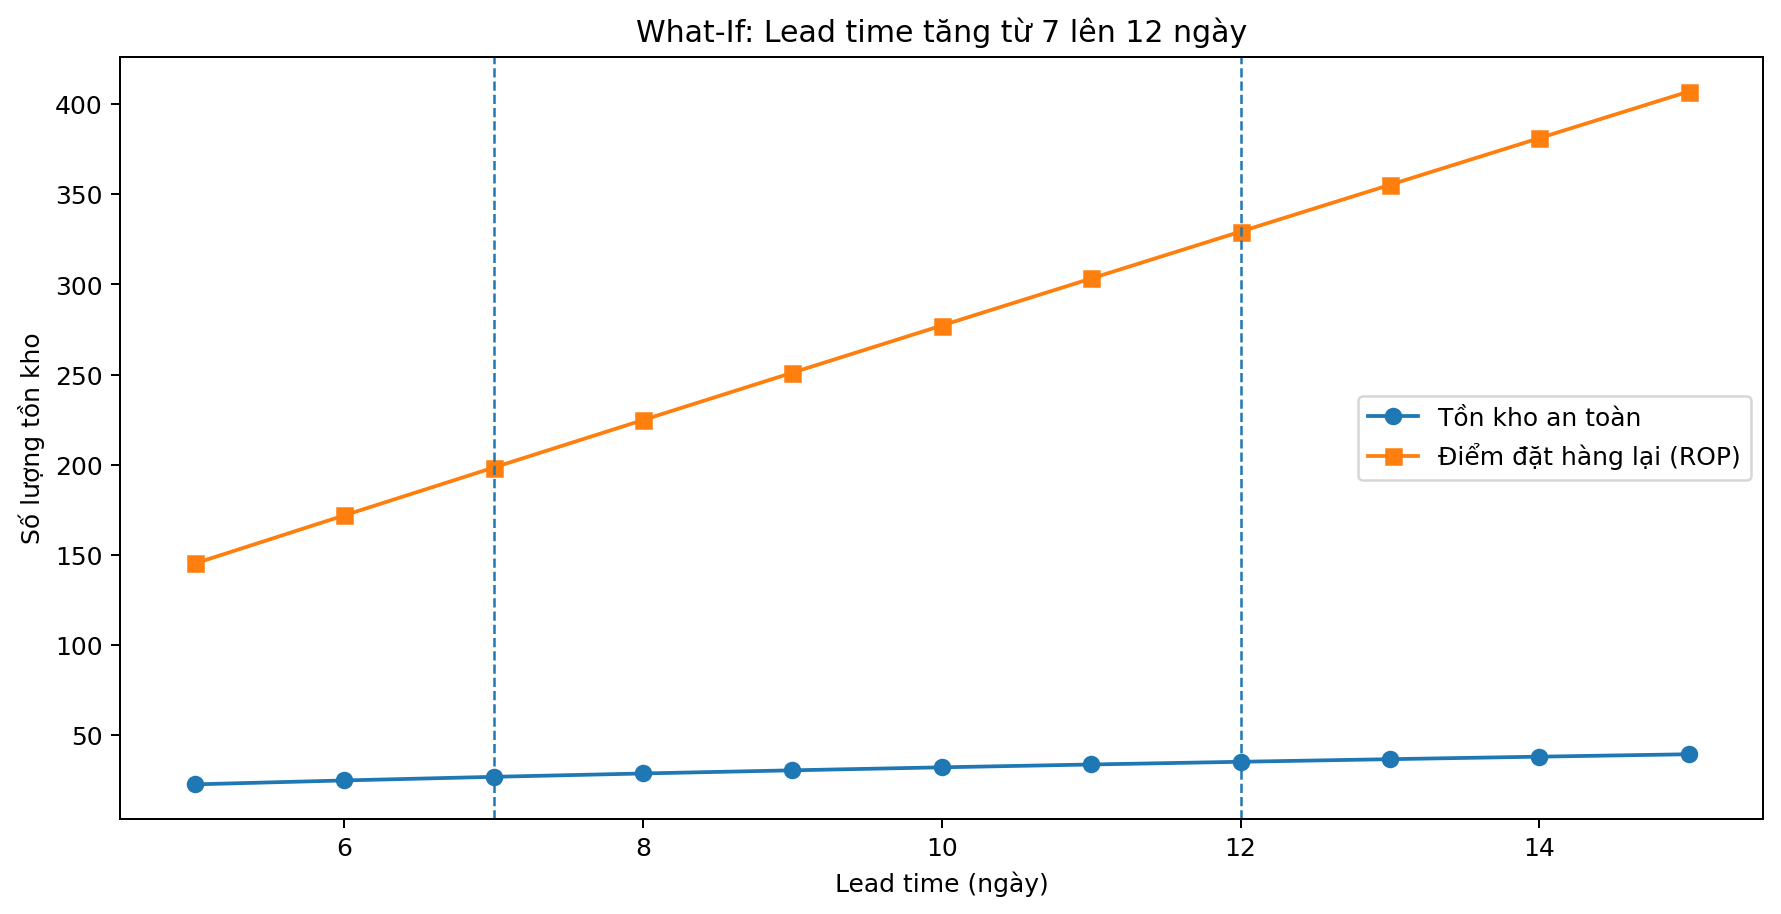 What-If: Lead time tăng từ 7 lên 12 ngày
Số lượng tồn kho
400
350
300
250
200
150
100
50
Tồn kho an toàn
Điểm đặt hàng lại (ROP)
6 8 10 12 14
Lead time (ngày)